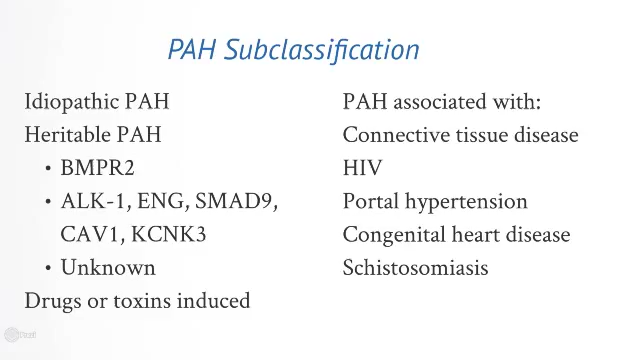 PAH Subclassification
Idiopathic PAH
Heritable PAH
• BMPR2
• ALK-1, ENG, SMAD9,
CAV1, KCNK3
• Unknown
Drugs or toxins induced
PAH associated with:
Connective tissue disease
HIV
Portal hypertension
Congenital heart disease
Schistosomiasis